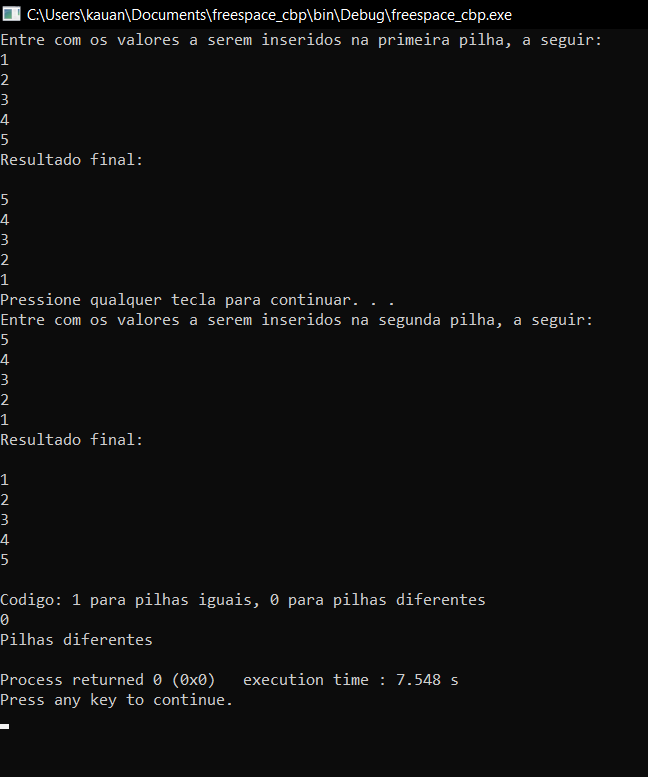 C:\Users\kauan\Documents\freespace_cbp\bin\Debug\freespace_cbp.exe
Entre com os valores a serem inseridos na primeira pilha, a seguir:
1
2
3
4
5
Resultado final:
5
4
3
2
1
Pressione qualquer tecla para continuar. . .
Entre com os valores a serem inseridos na segunda pilha, a seguir:
5
4
3
2
1
Resultado final:
1
2
3
4
5
Codigo: 1 para pilhas iguais, 0 para pilhas diferentes
0
Pilhas diferentes
Process returned 0 (0x0)   execution time : 7.548 s
Press any key to continue.